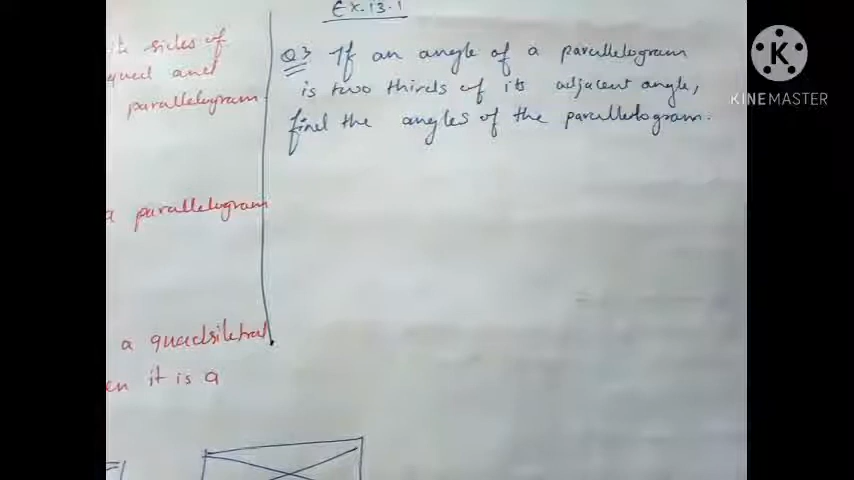 Ex. 13.1
sides of
and
parallelogram
a parallelogram
a quadsiletral
it is a
Q3 If an angle of a parallelogram
is two thirds of its adjacent angle,
find the angles of the parallelogram.
K
KINEMASTER